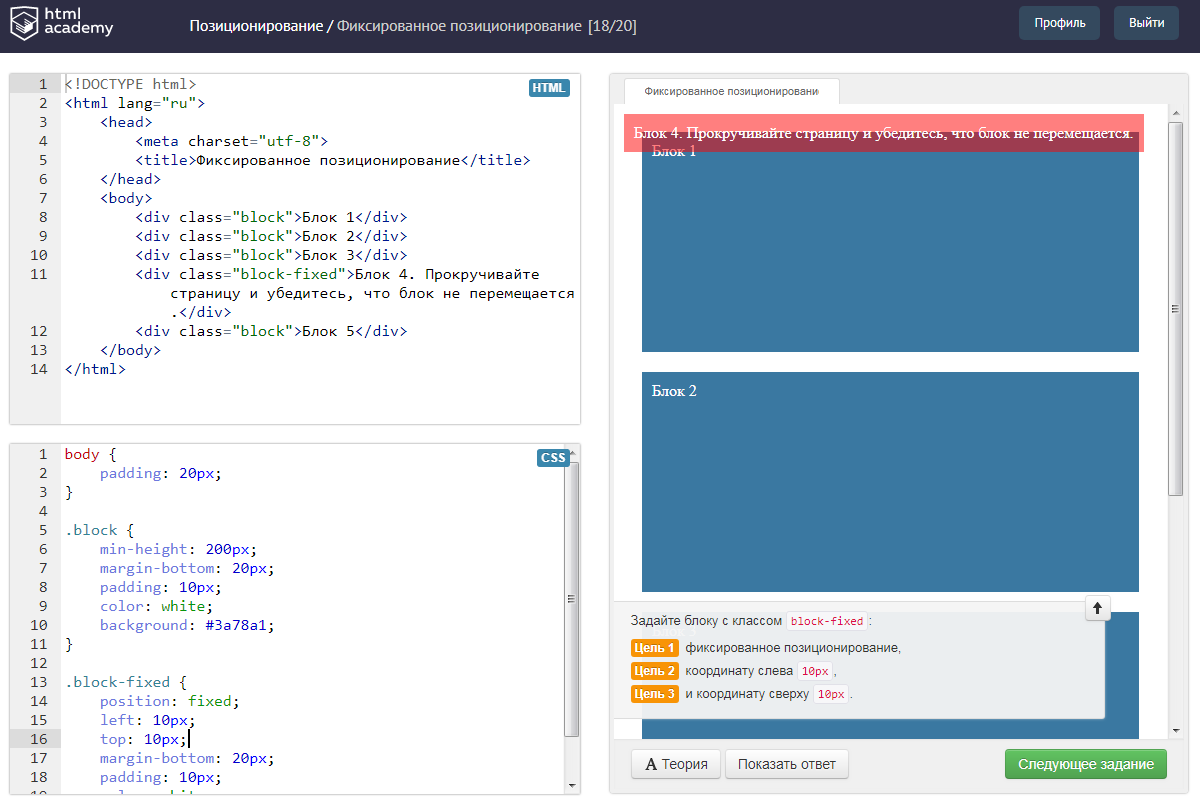 html
academy
Позиционирование / Фиксированное позиционирование [18/20]
Профиль
Выйти
HTML
1 <!DOCTYPE html>
2 <html lang="ru">
3 <head>
4 <meta charset="utf-8">
5 <title>Фиксированное позиционирование</title>
6 </head>
7 <body>
8 <div class="block">Блок 1</div>
9 <div class="block">Блок 2</div>
10 <div class="block">Блок 3</div>
11 <div class="block-fixed">Блок 4. Прокручивайте
страницу и убедитесь, что блок не перемещается
.</div>
12 <div class="block">Блок 5</div>
13 </body>
14 </html>
CSS
1 body {
2 padding: 20px;
3 }
4
5 .block {
6 min-height: 200px;
7 margin-bottom: 20px;
8 padding: 10px;
9 color: white;
10 background: #3a78a1;
11 }
12
13 .block-fixed {
14 position: fixed;
15 left: 10px;
16 top: 10px;
17 margin-bottom: 20px;
18 padding: 10px;
Фиксированное позиционировани
Блок 4. Прокручивайте страницу и убедитесь, что блок не перемещается.
Блок 1
Блок 2
Задайте блоку с классом block-fixed :
Цель 1 фиксированное позиционирование,
Цель 2 координату слева 10px ,
Цель 3 и координату сверху 10px .
A Теория
Показать ответ
Следующее задание